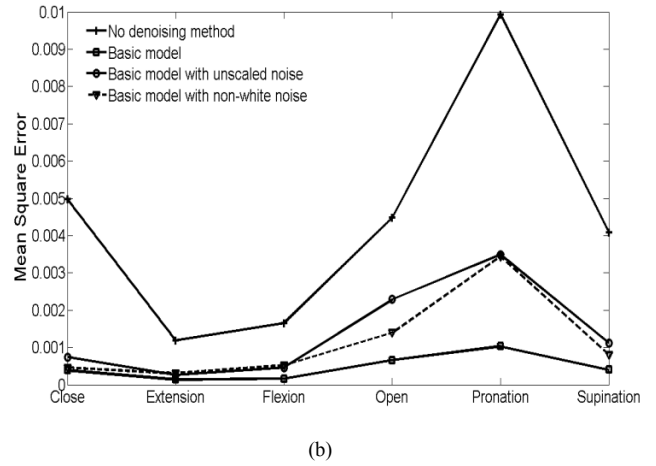 0.01
0.009
0.008
0.007
0.006
0.005
0.004
0.003
0.002
0.001
0
Mean Square Error
No denoising method
Basic model
Basic model with unscaled noise
Basic model with non-white noise
Close Extension Flexion Open Pronation Supination
(b)